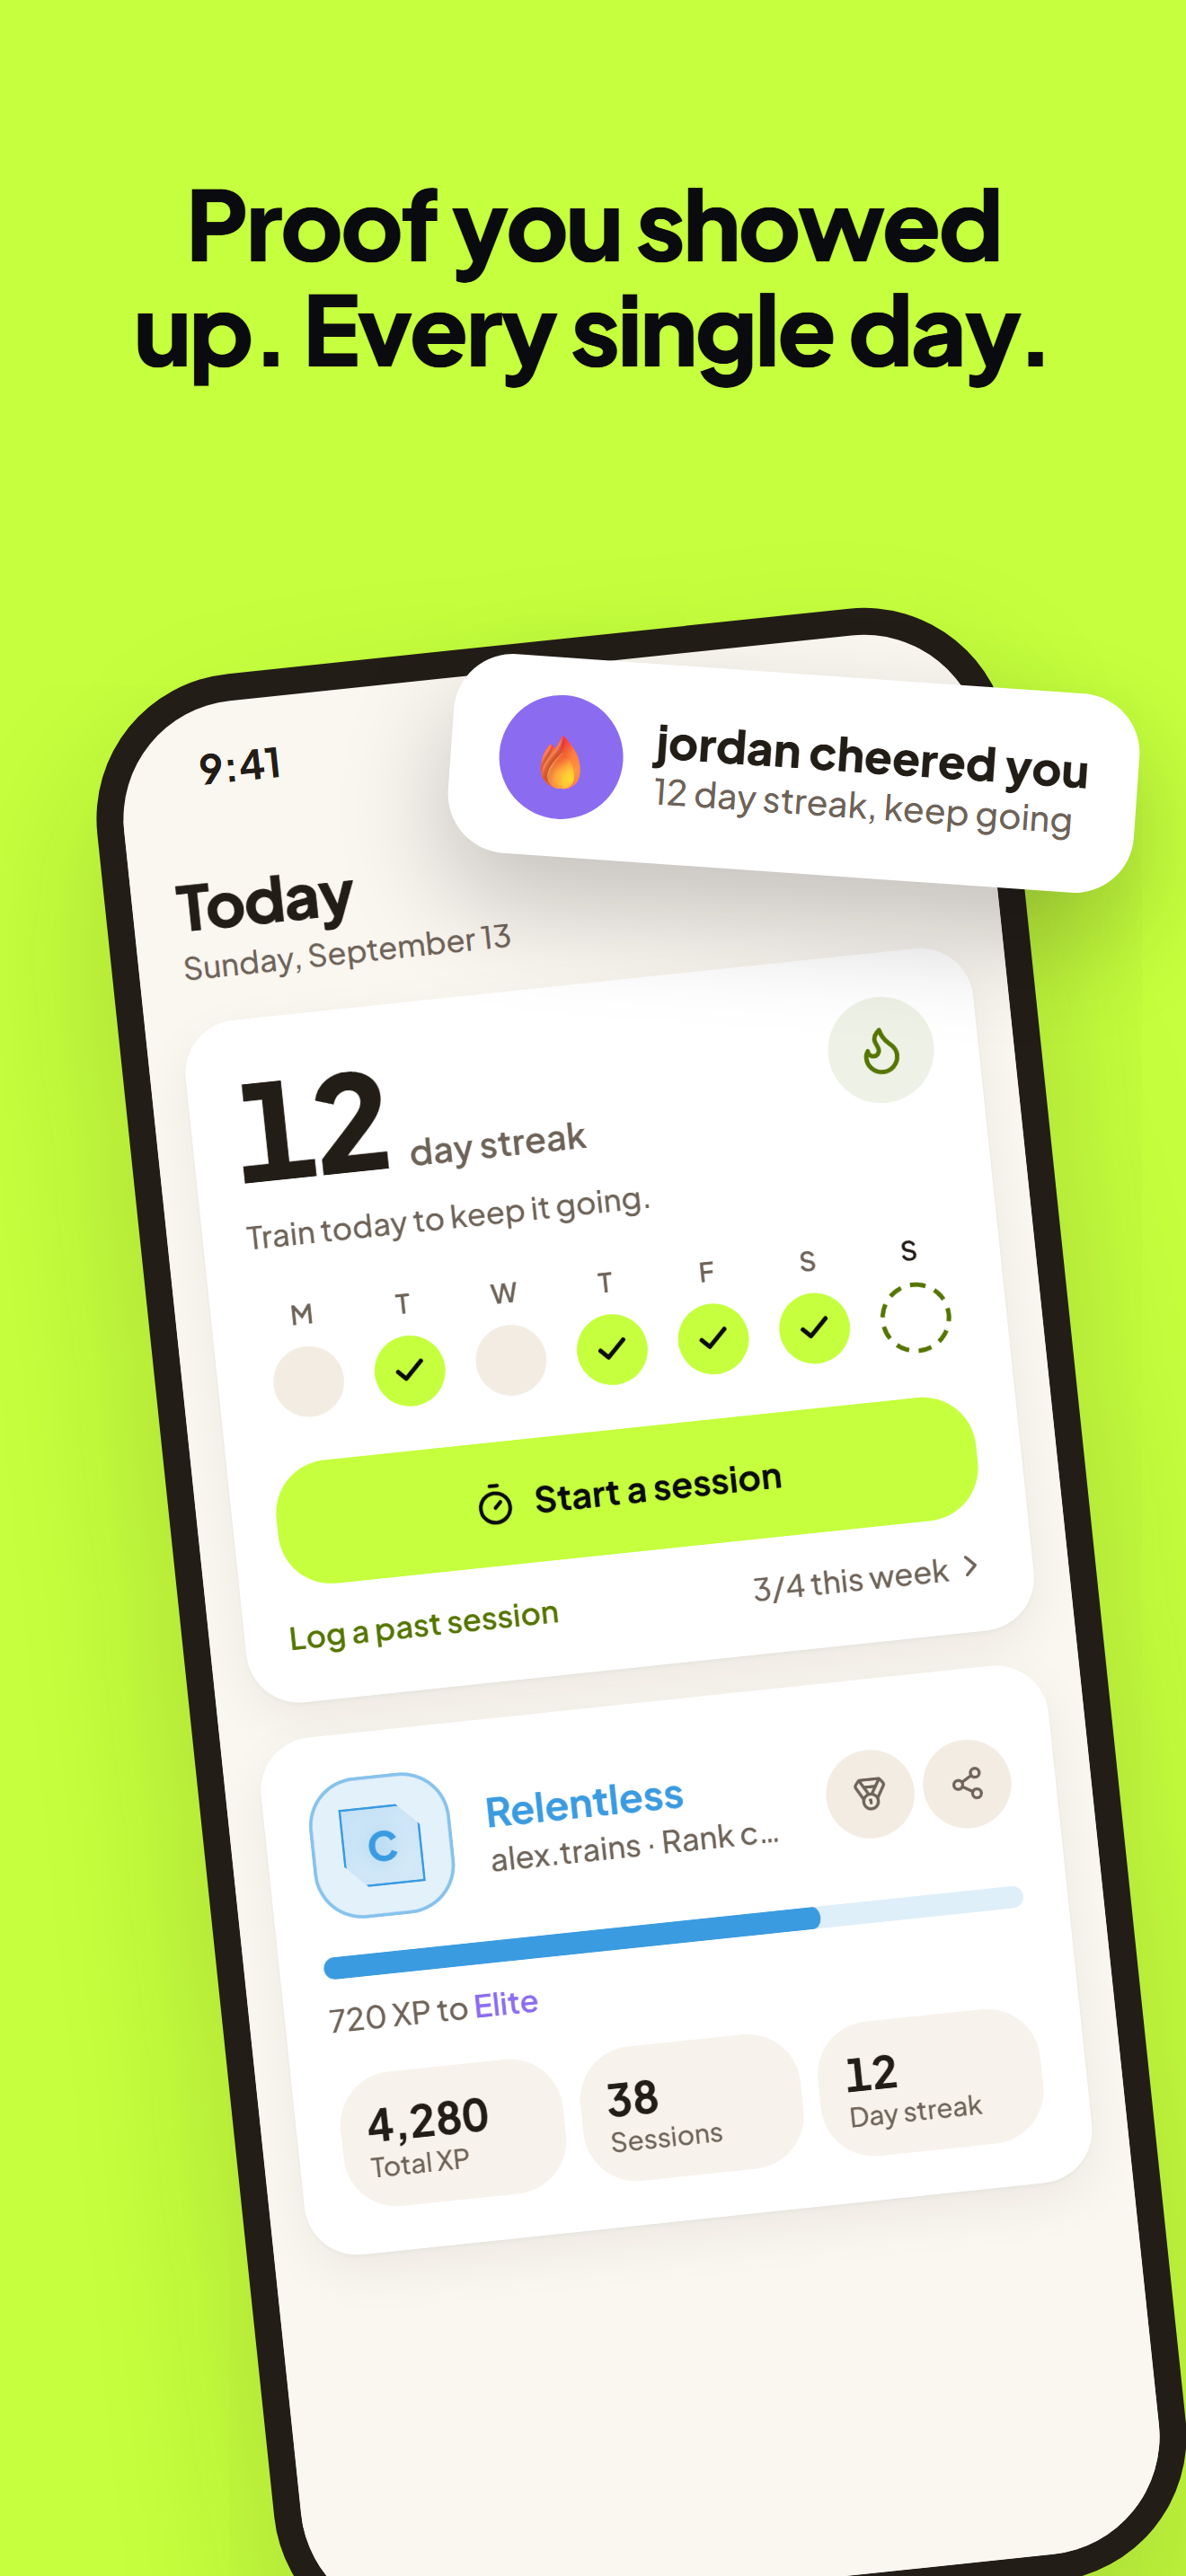 Proof you showed
up. Every single day.
9:41
jordan cheered you
12 day streak, keep going
Today
Sunday, September 13
12 day streak
Train today to keep it going.
M T W T F S S
Start a session
Log a past session
3/4 this week
C
Relentless
alex.trains · Rank c...
720 XP to Elite
4,280
Total XP
38
Sessions
12
Day streak